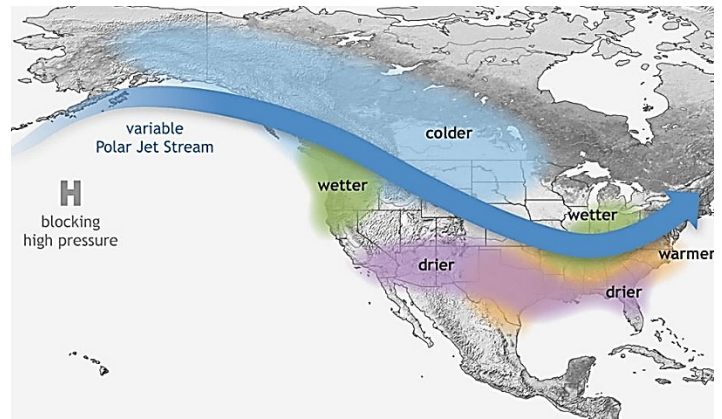 colder
variable
Polar Jet Stream
wetter
H
blocking
high pressure
wetter
warmer
drier
drier